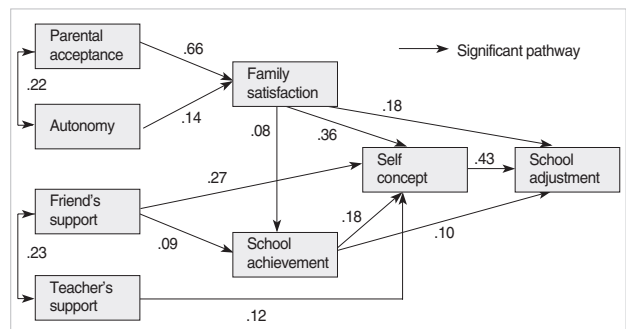 Parental
acceptance
.66
Significant pathway
Family
satisfaction
.22
.18
Autonomy
.14
.08
.36
Self
concept
.43
School
adjustment
.27
Friend's
support
.18
.09
School
achievement
.10
.23
Teacher's
support
.12